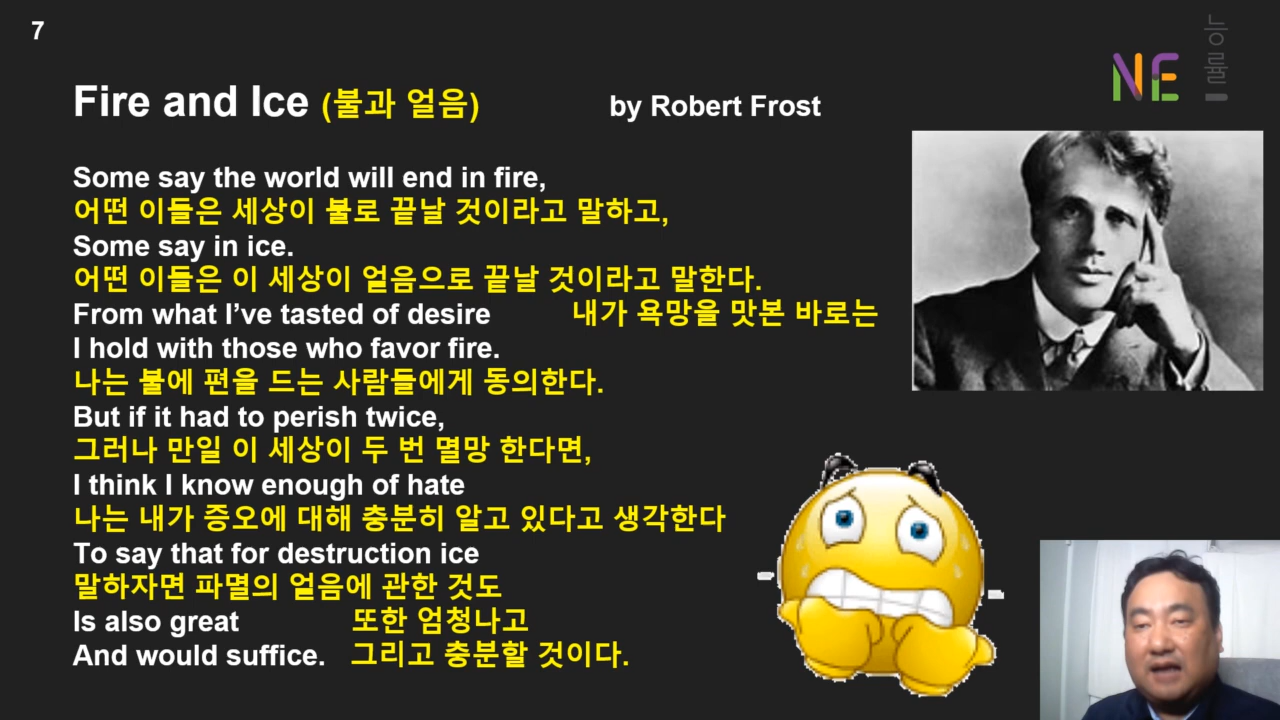 7
NE 능률
Fire and Ice (불과 얼음) by Robert Frost
Some say the world will end in fire,
어떤 이들은 세상이 불로 끝날 것이라고 말하고,
Some say in ice.
어떤 이들은 이 세상이 얼음으로 끝날 것이라고 말한다.
From what I’ve tasted of desire 내가 욕망을 맛본 바로는
I hold with those who favor fire.
나는 불에 편을 드는 사람들에게 동의한다.
But if it had to perish twice,
그러나 만일 이 세상이 두 번 멸망 한다면,
I think I know enough of hate
나는 내가 증오에 대해 충분히 알고 있다고 생각한다
To say that for destruction ice
말하자면 파멸의 얼음에 관한 것도
Is also great 또한 엄청나고
And would suffice. 그리고 충분할 것이다.